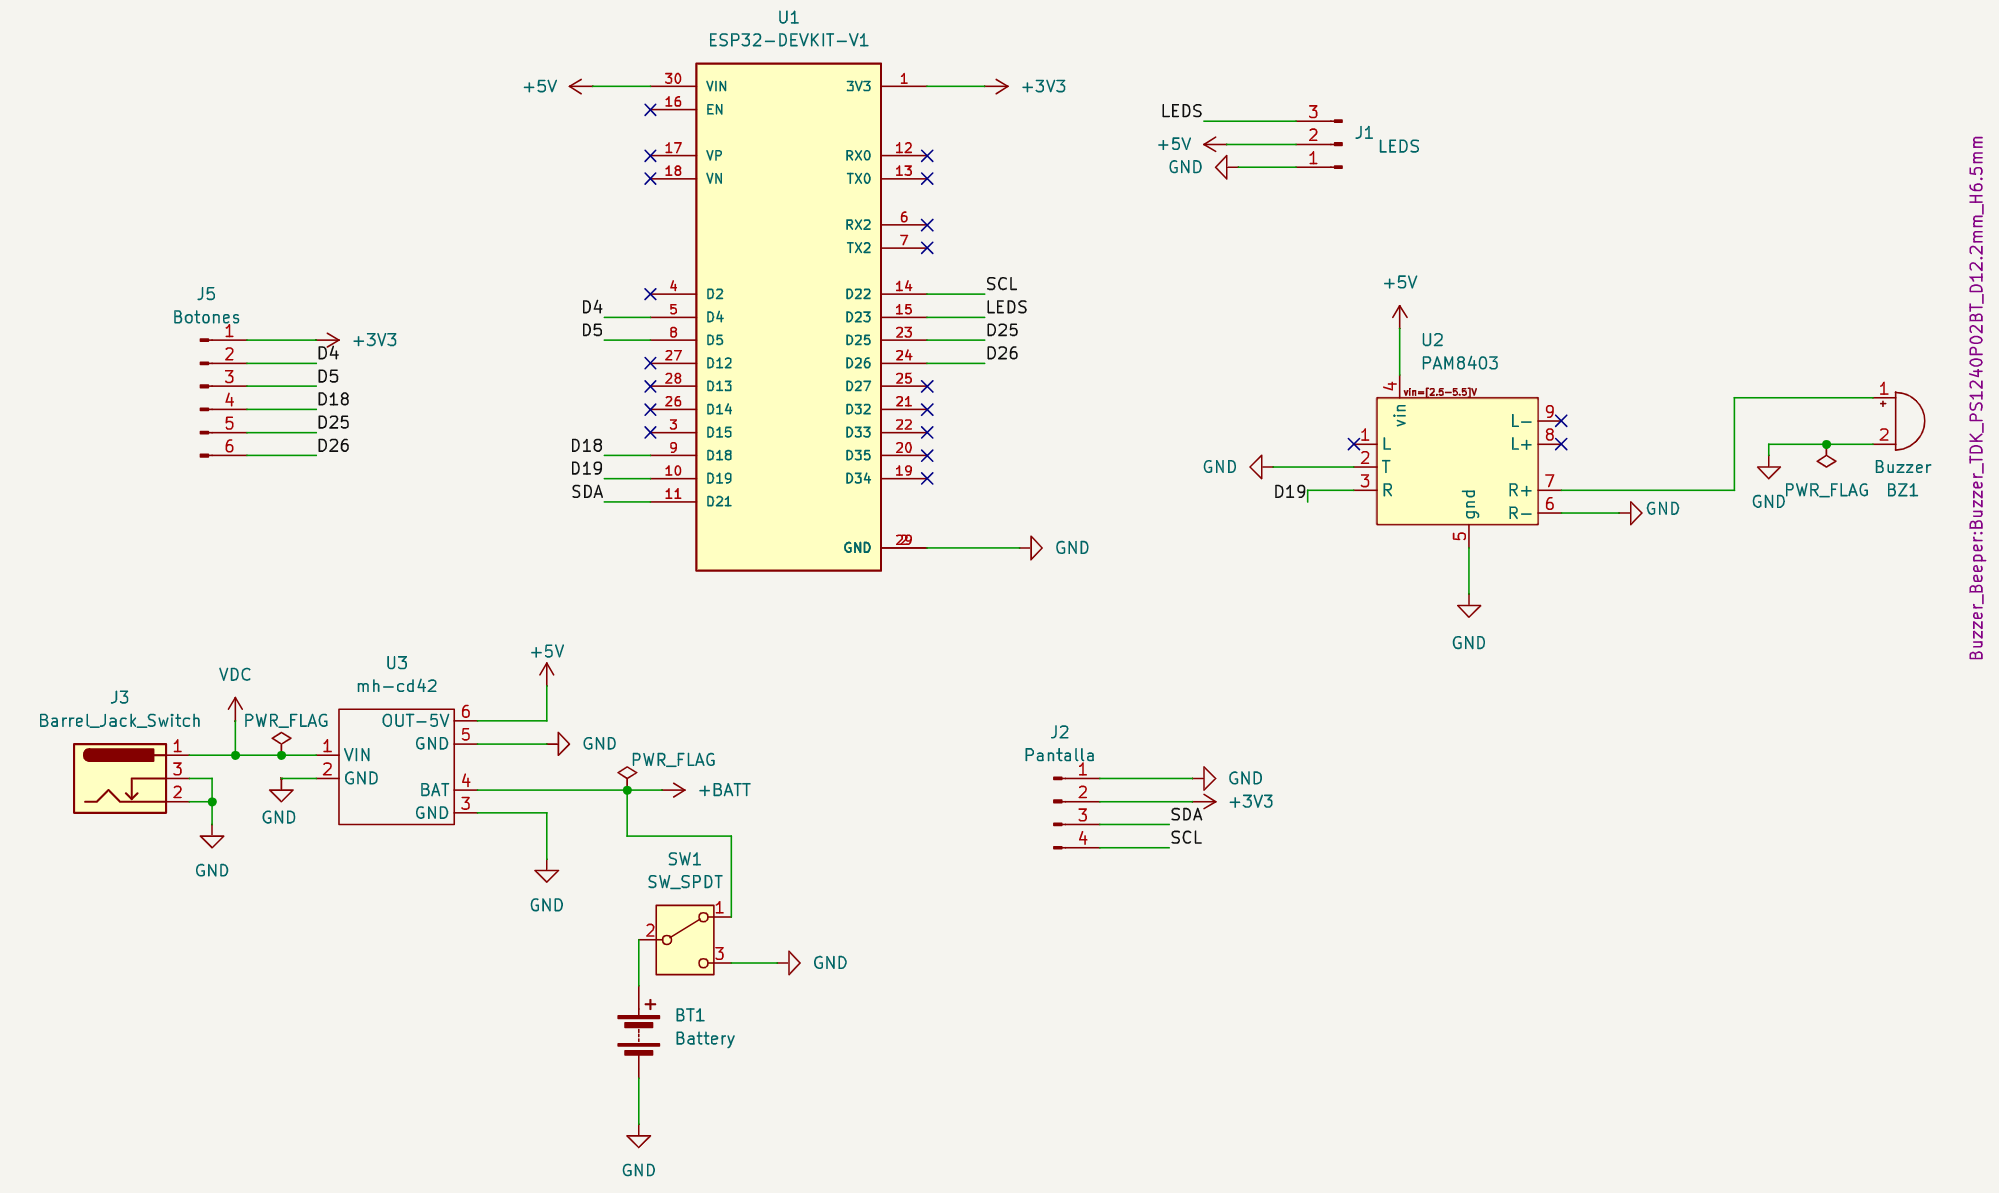 U1
ESP32-DEVKIT-V1
+5V
30 VIN
16 EN
17 VP
18 VN
4 D2
D4 5 D4
D5 8 D5
27 D12
28 D13
26 D14
3 D15
D18 9 D18
D19 10 D19
SDA 11 D21
3V3 1 +3V3
RX0 12
TX0 13
RX2 6
TX2 7
D22 14 SCL
D23 15 LEDS
D25 23 D25
D26 24 D26
D27 25
D32 21
D33 22
D35 20
D34 19
GND 29 GND
LEDS 3
+5V 2
GND 1
J1
LEDS
J5
Botones
1 +3V3
2 D4
3 D5
4 D18
5 D25
6 D26
+5V
U2
PAM8403
4
vin=[2.5-5.5]V
vin
1 L
GND 2 T
D19 3 R
L- 9
L+ 8
R+ 7
R- 6 GND
gnd
5
GND
1
+
2
Buzzer
BZ1
GND
PWR_FLAG
Buzzer_Beeper:Buzzer_TDK_PS1240P02BT_D12.2mm_H6.5mm
J3
Barrel_Jack_Switch
1
3
2
GND
VDC
PWR_FLAG
U3
mh-cd42
1 VIN
2 GND
GND
OUT-5V 6
GND 5
BAT 4
GND 3
+5V
GND
PWR_FLAG
+BATT
GND
SW1
SW_SPDT
1
2
3
GND
+
BT1
Battery
GND
J2
Pantalla
1 GND
2 +3V3
3 SDA
4 SCL